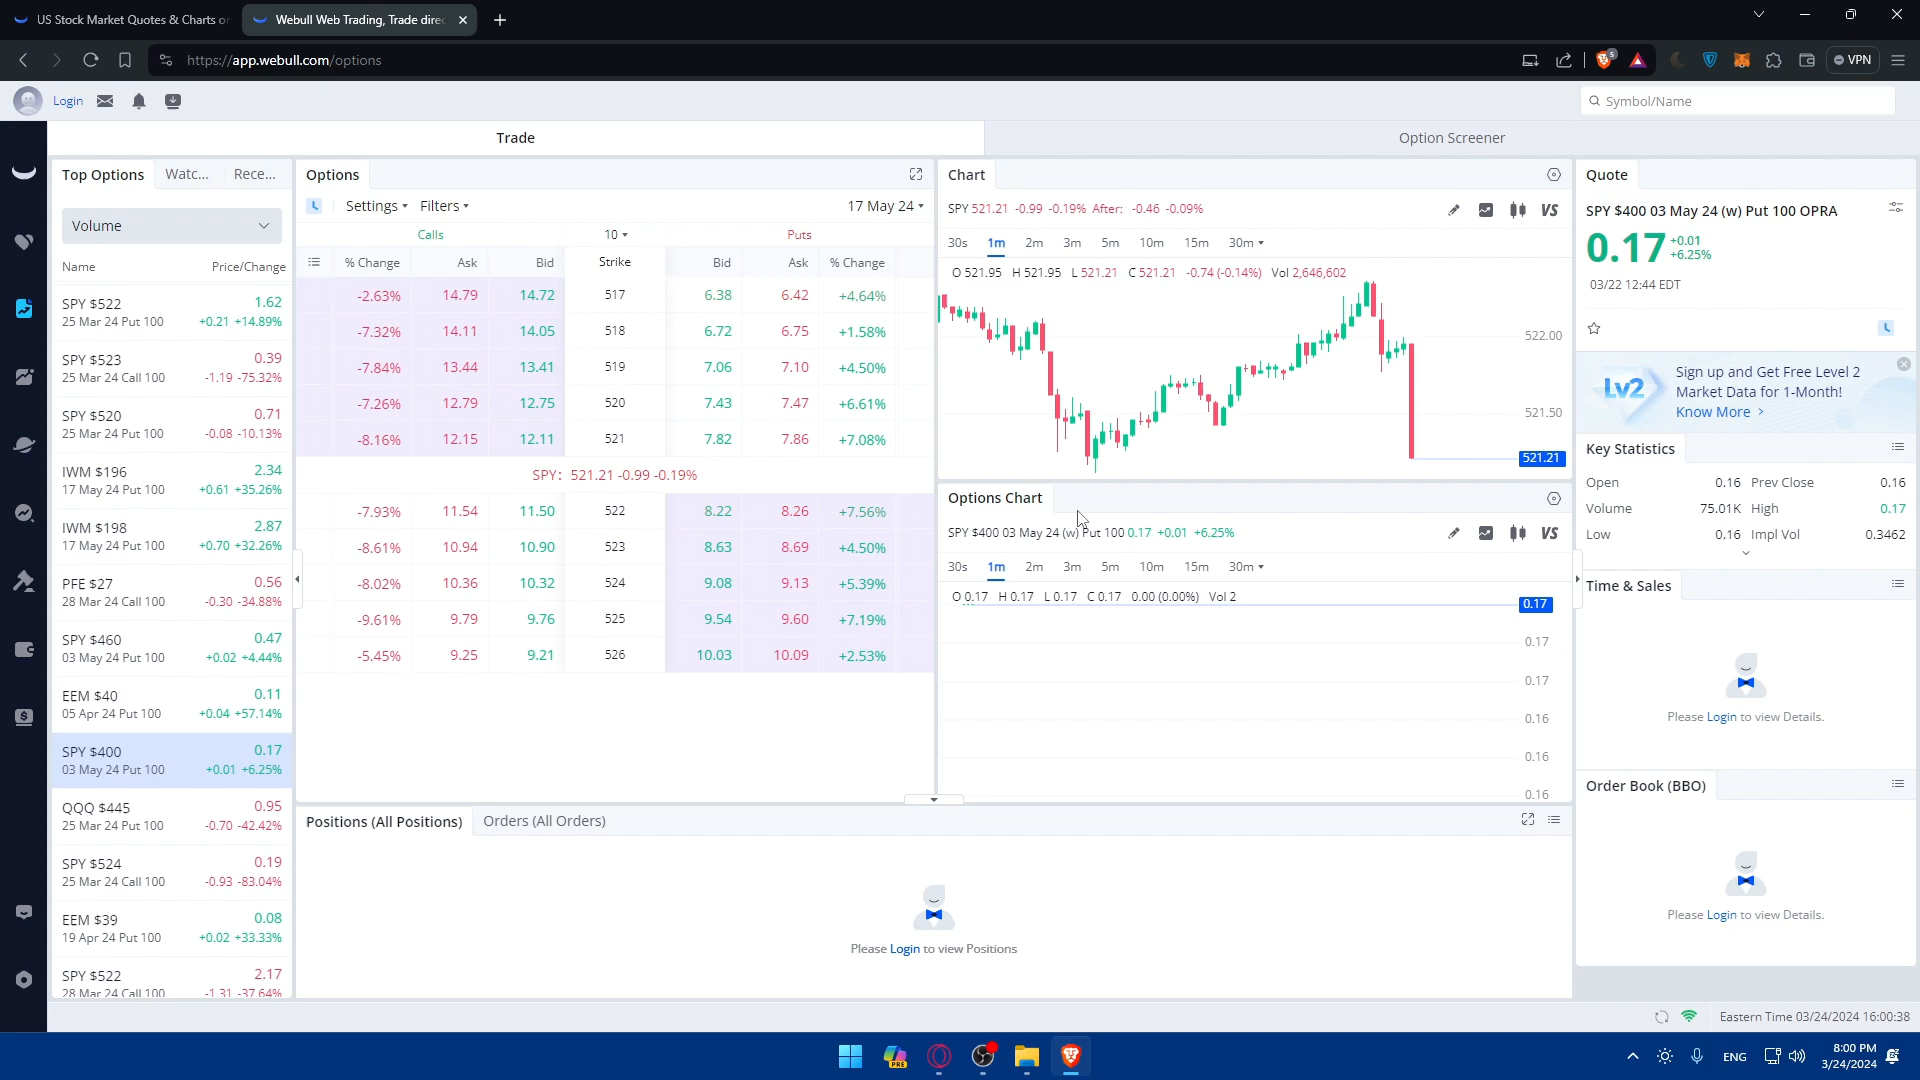 US Stock Market Quotes & Charts or
Webull Web Trading, Trade direc
https://app.webull.com/options
VPN
Login
Symbol/Name
Trade
Option Screener
Top Options
Watc...
Rece...
Volume
Name Price/Change
SPY $522 1.62
25 Mar 24 Put 100 +0.21 +14.89%
SPY $523 0.39
25 Mar 24 Call 100 -1.19 -75.32%
SPY $520 0.71
25 Mar 24 Put 100 -0.08 -10.13%
IWM $196 2.34
17 May 24 Put 100 +0.61 +35.26%
IWM $198 2.87
17 May 24 Put 100 +0.70 +32.26%
PFE $27 0.56
28 Mar 24 Call 100 -0.30 -34.88%
SPY $460 0.47
03 May 24 Put 100 +0.02 +4.44%
EEM $40 0.11
05 Apr 24 Put 100 +0.04 +57.14%
SPY $400 0.17
03 May 24 Put 100 +0.01 +6.25%
QQQ $445 0.95
25 Mar 24 Put 100 -0.70 -42.42%
SPY $524 0.19
25 Mar 24 Call 100 -0.93 -83.04%
EEM $39 0.08
19 Apr 24 Put 100 +0.02 +33.33%
SPY $522 2.17
28 Mar 24 Call 100 -1.31 -37.64%
Options
Settings Filters 17 May 24
Calls 10 Puts
% Change Ask Bid Strike Bid Ask % Change
-2.63% 14.79 14.72 517 6.38 6.42 +4.64%
-7.32% 14.11 14.05 518 6.72 6.75 +1.58%
-7.84% 13.44 13.41 519 7.06 7.10 +4.50%
-7.26% 12.79 12.75 520 7.43 7.47 +6.61%
-8.16% 12.15 12.11 521 7.82 7.86 +7.08%
SPY: 521.21 -0.99 -0.19%
-7.93% 11.54 11.50 522 8.22 8.26 +7.56%
-8.61% 10.94 10.90 523 8.63 8.69 +4.50%
-8.02% 10.36 10.32 524 9.08 9.13 +5.39%
-9.61% 9.79 9.76 525 9.54 9.60 +7.19%
-5.45% 9.25 9.21 526 10.03 10.09 +2.53%
Chart
SPY 521.21 -0.99 -0.19% After: -0.46 -0.09% VS
30s 1m 2m 3m 5m 10m 15m 30m
O 521.95 H 521.95 L 521.21 C 521.21 -0.74 (-0.14%) Vol 2,646,602
522.00
521.50
521.21
Options Chart
SPY $400 03 May 24 (w) Put 100 0.17 +0.01 +6.25% VS
30s 1m 2m 3m 5m 10m 15m 30m
O 0.17 H 0.17 L 0.17 C 0.17 0.00 (0.00%) Vol 2
0.17
0.17
0.17
0.16
0.16
0.16
Positions (All Positions) Orders (All Orders)
Please Login to view Positions
Quote
SPY $400 03 May 24 (w) Put 100 OPRA
0.17 +0.01
+6.25%
03/22 12:44 EDT
Lv2
Sign up and Get Free Level 2
Market Data for 1-Month!
Know More >
Key Statistics
Open 0.16 Prev Close 0.16
Volume 75.01K High 0.17
Low 0.16 Impl Vol 0.3462
Time & Sales
Please Login to view Details.
Order Book (BBO)
Please Login to view Details.
Eastern Time 03/24/2024 16:00:38
PRE
ENG
8:00 PM
3/24/2024